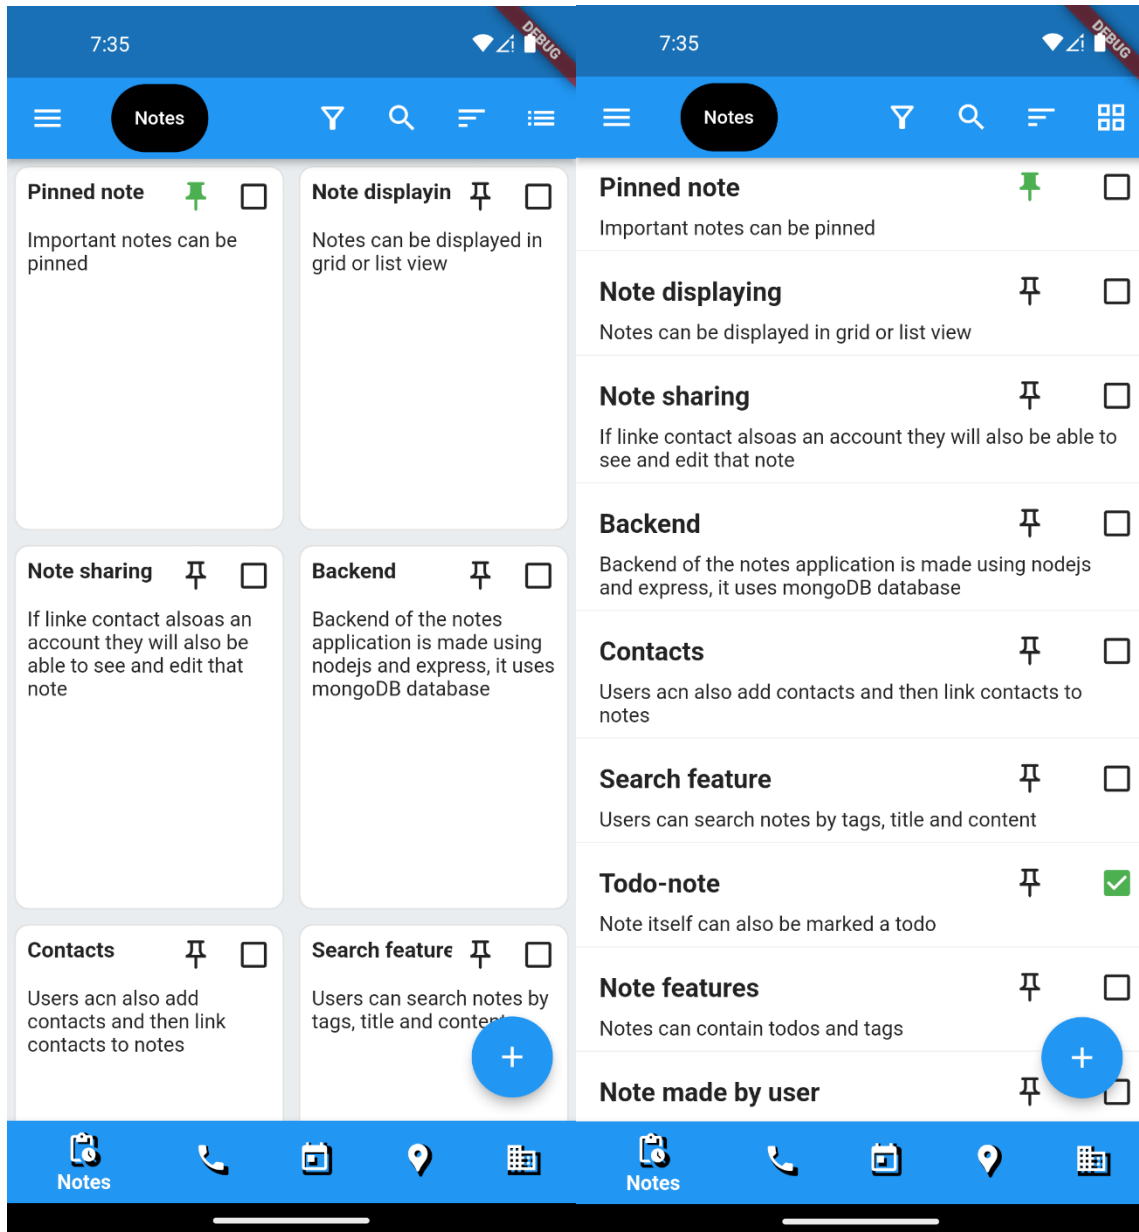 7:35
DEBUG
Notes
Pinned note
Important notes can be
pinned
Note displayin
Notes can be displayed in
grid or list view
Note sharing
If linke contact alsoas an
account they will also be
able to see and edit that
note
Backend
Backend of the notes
application is made using
nodejs and express, it uses
mongoDB database
Contacts
Users acn also add
contacts and then link
contacts to notes
Search feature
Users can search notes by
tags, title and conten
Notes
7:35
DEBUG
Notes
Pinned note
Important notes can be pinned
Note displaying
Notes can be displayed in grid or list view
Note sharing
If linke contact alsoas an account they will also be able to
see and edit that note
Backend
Backend of the notes application is made using nodejs
and express, it uses mongoDB database
Contacts
Users acn also add contacts and then link contacts to
notes
Search feature
Users can search notes by tags, title and content
Todo-note
Note itself can also be marked a todo
Note features
Notes can contain todos and tags
Note made by user
Notes